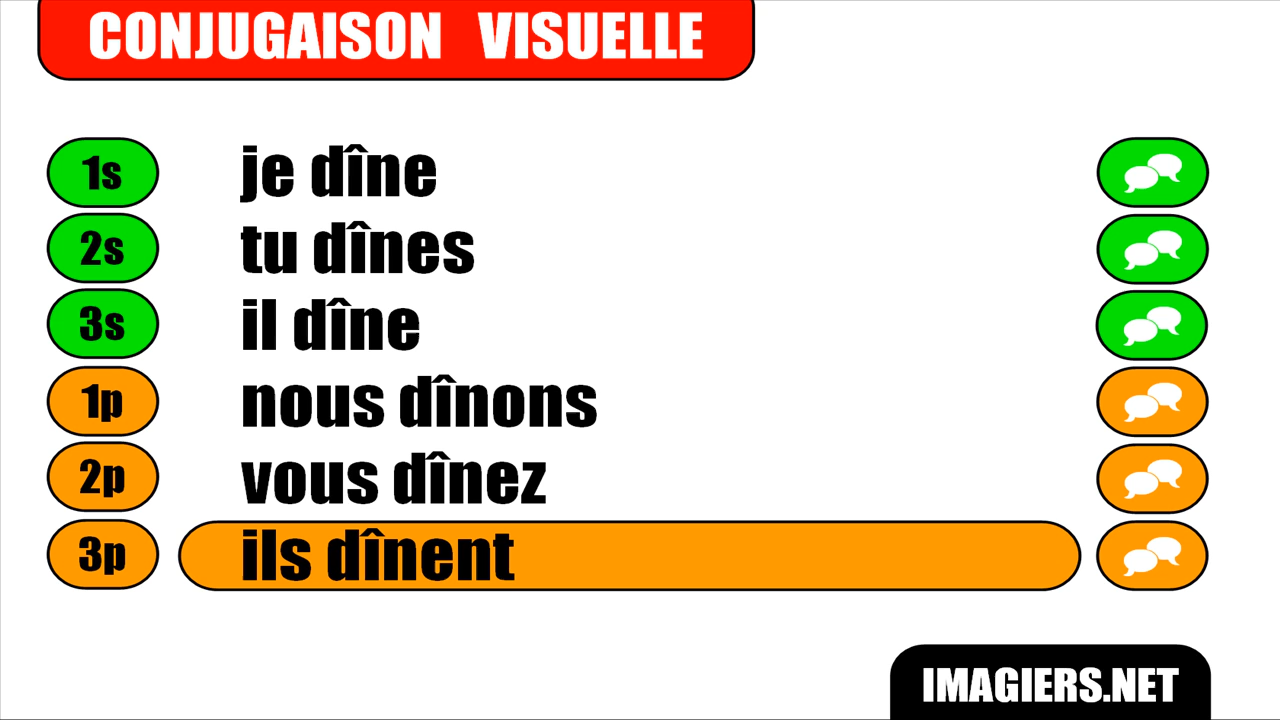 CONJUGAISON VISUELLE
1s je dîne
2s tu dînes
3s il dîne
1p nous dînons
2p vous dînez
3p ils dînent
IMAGIERS.NET